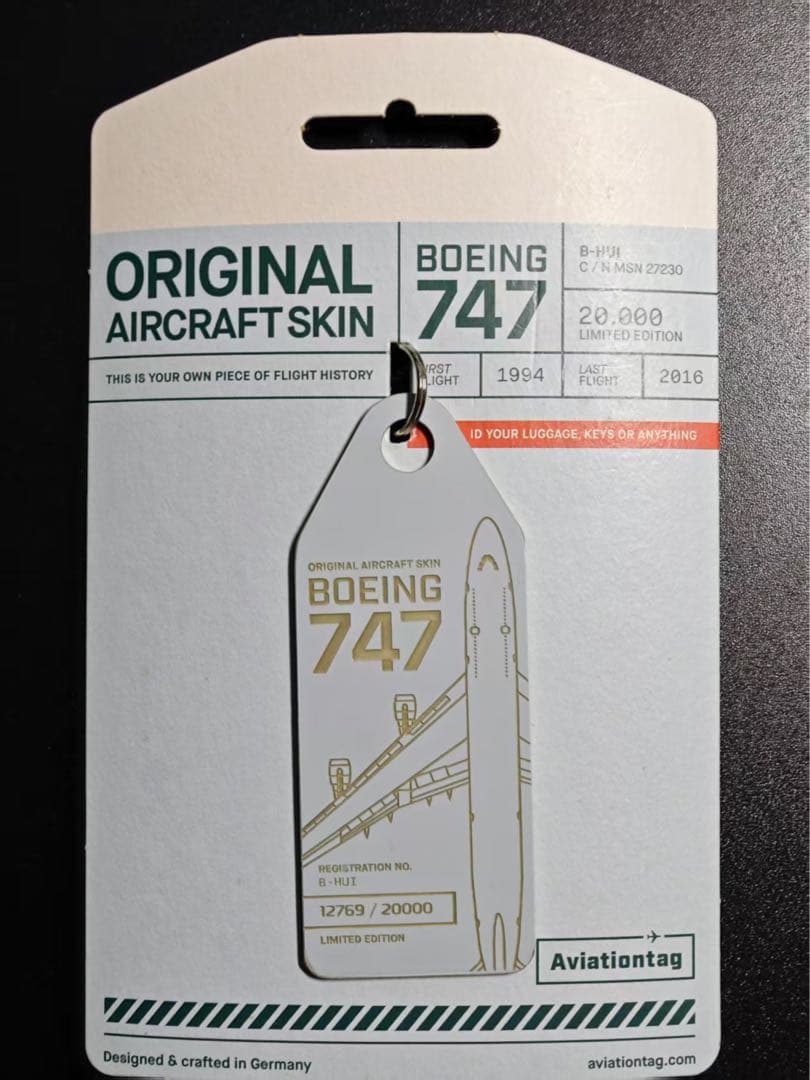 ORIGINAL
AIRCRAFT SKIN
THIS IS YOUR OWN PIECE OF FLIGHT HISTORY
BOEING
747
B-HUI
C / N MSN 27230
20.000
LIMITED EDITION
FIRST
FLIGHT
1994
LAST
FLIGHT
2016
ID YOUR LUGGAGE, KEYS OR ANYTHING
ORIGINAL AIRCRAFT SKIN
BOEING
747
REGISTRATION NO.
B-HUI
12769 / 20000
LIMITED EDITION
Aviationtag
Designed & crafted in Germany
aviationtag.com